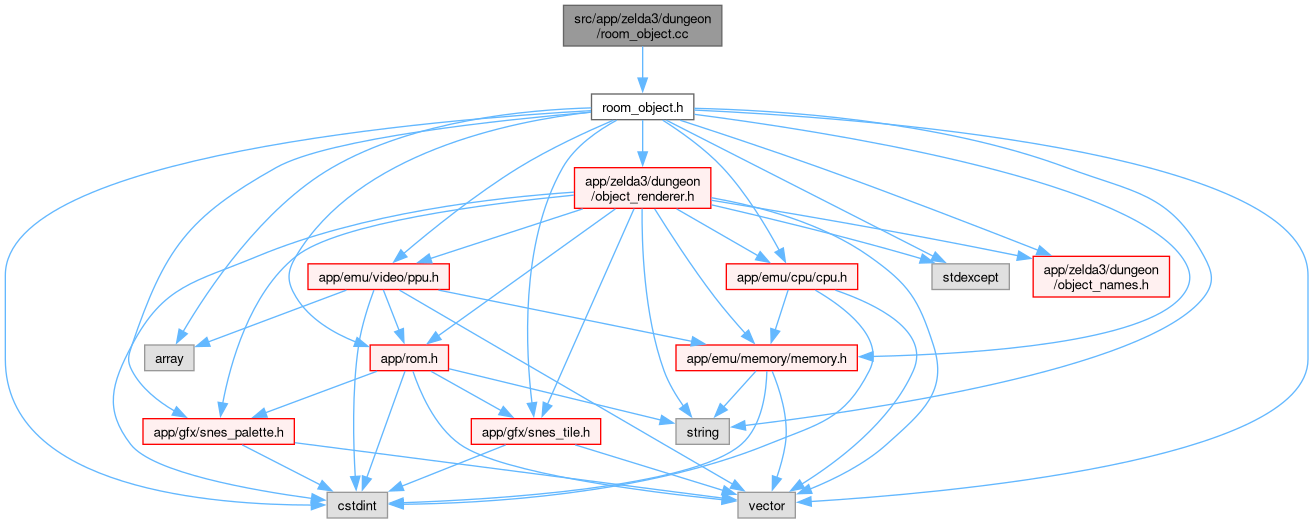 src/app/zelda3/dungeon
/room_object.cc
room_object.h
app/zelda3/dungeon
/object_renderer.h
app/emu/video/ppu.h
app/emu/cpu/cpu.h
stdexcept
app/zelda3/dungeon
/object_names.h
array
app/rom.h
app/emu/memory/memory.h
app/gfx/snes_palette.h
app/gfx/snes_tile.h
string
cstdint
vector